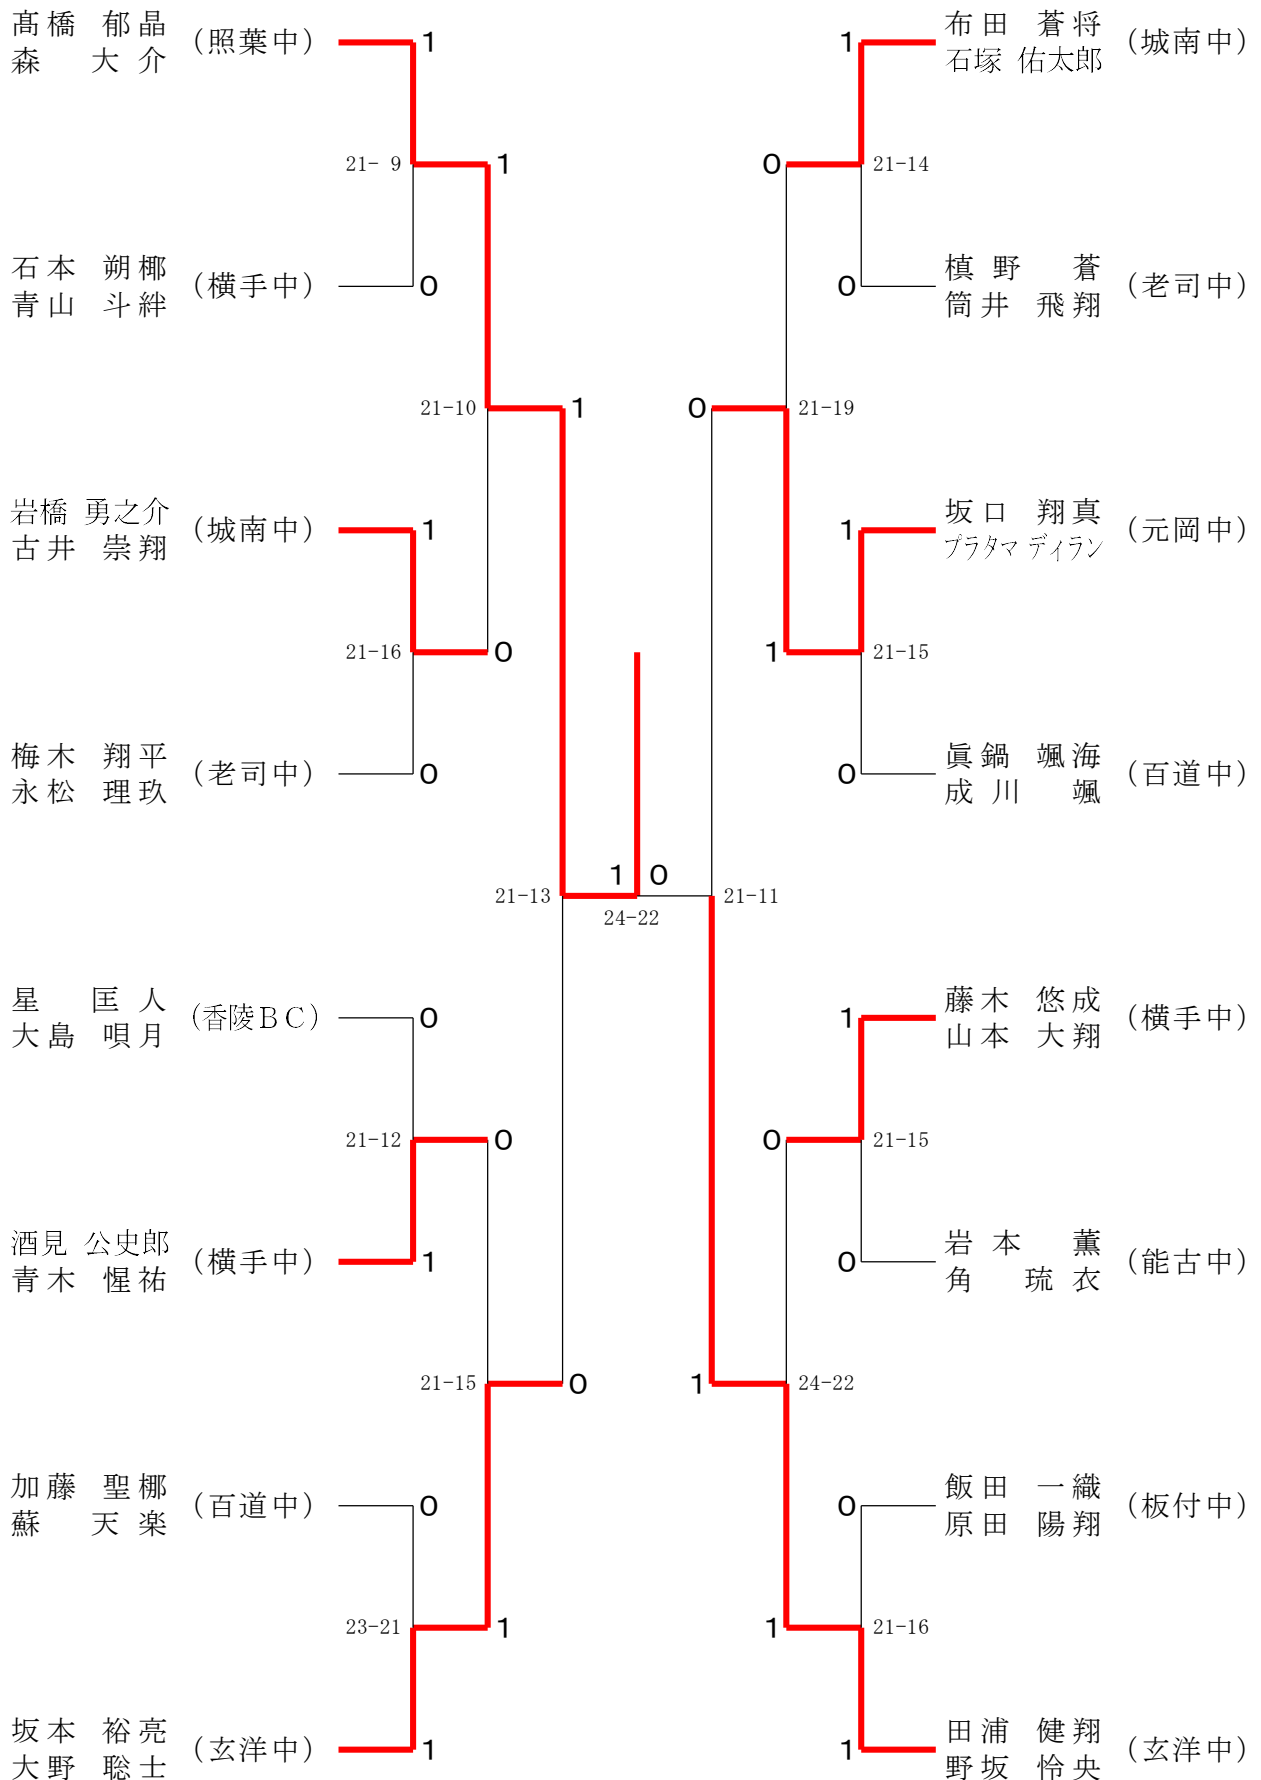 髙橋 郁晶
森 大介
(照葉中)
1
21- 9
1
石本 朔椰
青山 斗絆
(横手中)
0
21-10
1
岩橋 勇之介
古井 崇翔
(城南中)
1
21-16
0
梅木 翔平
永松 理玖
(老司中)
0
21-13
1
星 匡人
大島 唄月
(香陵BC)
0
21-12
0
酒見 公史郎
青木 惺祐
(横手中)
1
21-15
0
加藤 聖梛
蘇 天楽
(百道中)
0
23-21
1
坂本 裕亮
大野 聡士
(玄洋中)
1
24-22
0
布田 蒼将
石塚 佑太郎
(城南中)
1
0
21-14
槙野 蒼
筒井 飛翔
(老司中)
0
0
21-19
坂口 翔真
プラタマ ディラン
(元岡中)
1
1
21-15
眞鍋 颯海
成川 颯
(百道中)
0
21-11
藤木 悠成
山本 大翔
(横手中)
1
0
21-15
岩本 薫
角 琉衣
(能古中)
0
1
24-22
飯田 一織
原田 陽翔
(板付中)
0
1
21-16
田浦 健翔
野坂 怜央
(玄洋中)
1